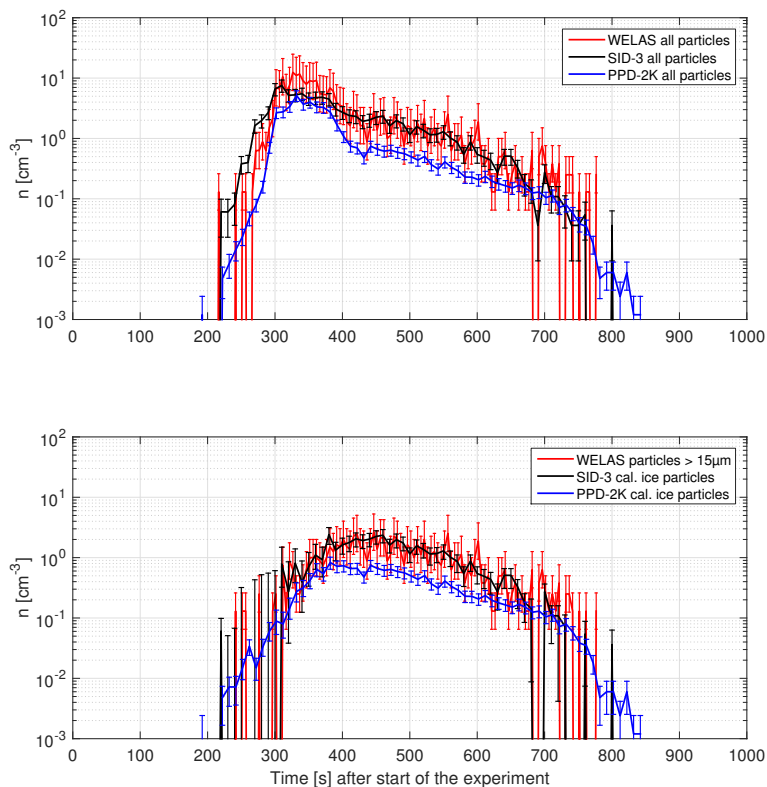 10^2
10^1
10^0
10^-1
10^-2
10^-3
n [cm^-3]
WELAS all particles
SID-3 all particles
PPD-2K all particles
0 100 200 300 400 500 600 700 800 900 1000
10^2
10^1
10^0
10^-1
10^-2
10^-3
n [cm^-3]
WELAS particles > 15µm
SID-3 cal. ice particles
PPD-2K cal. ice particles
0 100 200 300 400 500 600 700 800 900 1000
Time [s] after start of the experiment